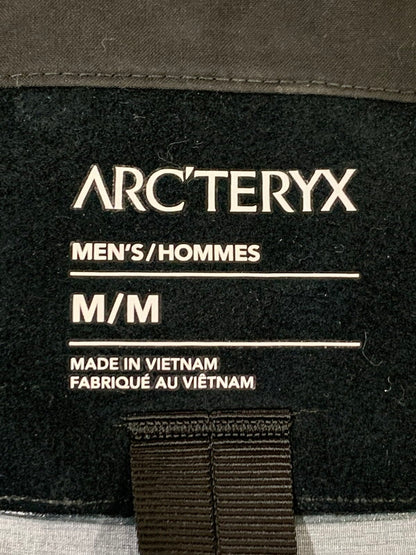 ARC'TERYX
MEN'S/HOMMES
M/M
MADE IN VIETNAM
FABRIQUÉ AU VIÊTNAM